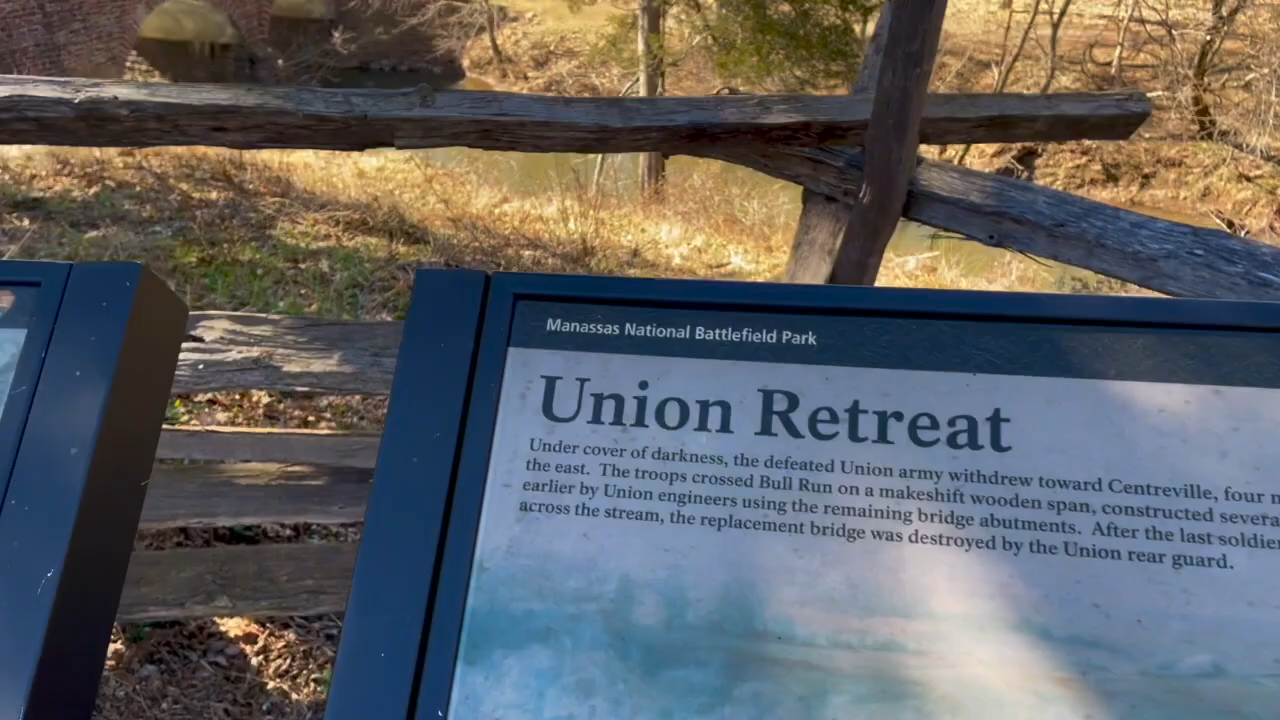 Manassas National Battlefield Park
Union Retreat
Under cover of darkness, the defeated Union army withdrew toward Centreville, four
the east. The troops crossed Bull Run on a makeshift wooden span, constructed
earlier by Union engineers using the remaining bridge abutments. After the last soldier
across the stream, the replacement bridge was destroyed by the Union rear guard.